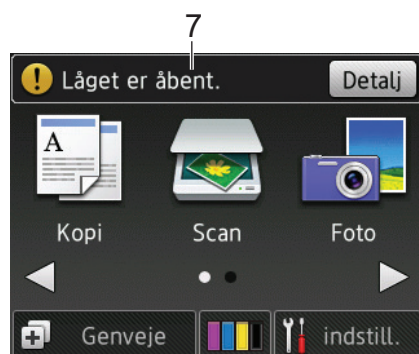 7
Låget er åbent.
Detalj
A
Kopi
Scan
Foto
Genveje
indstill.